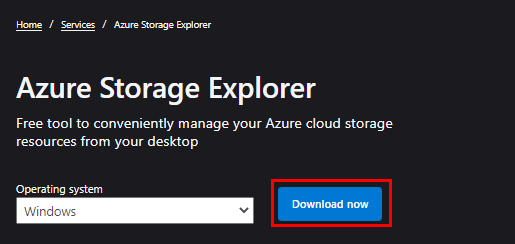 Home / Services / Azure Storage Explorer
Azure Storage Explorer
Free tool to conveniently manage your Azure cloud storage
resources from your desktop
Operating system
Windows
Download now